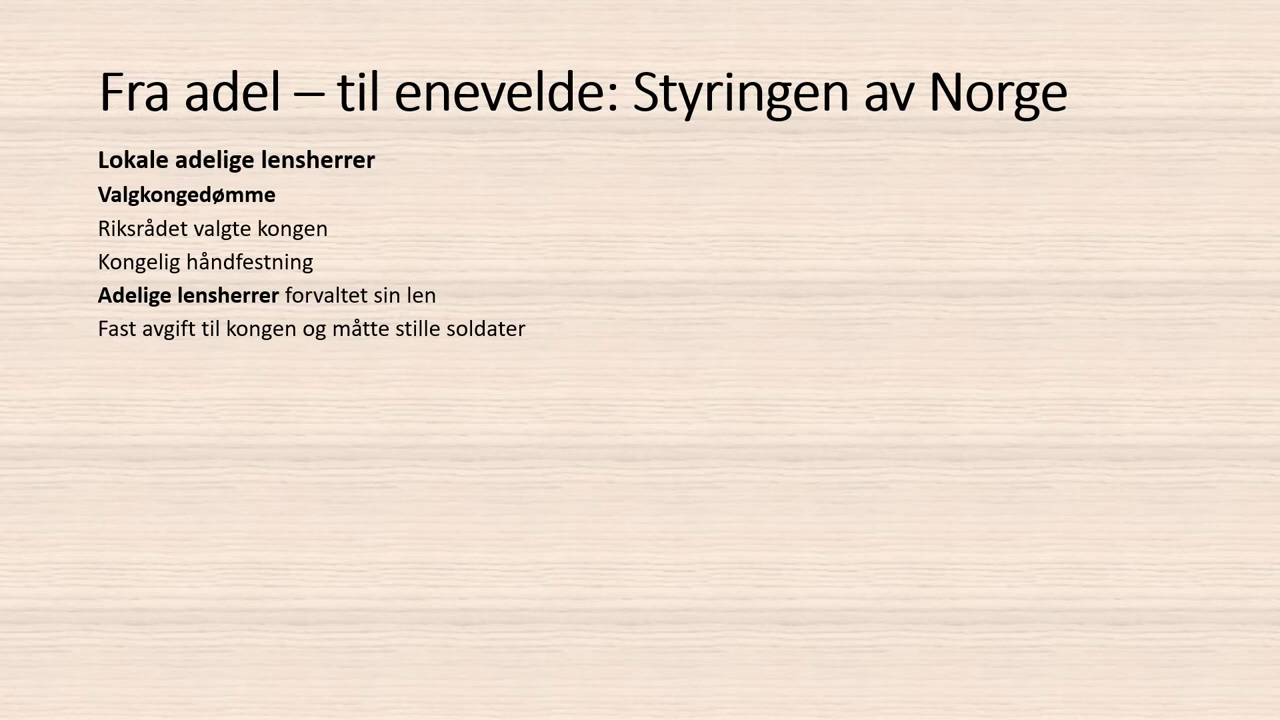 Fra adel – til enevelde: Styringen av Norge
Lokale adelige lensherrer
Valgkongedømme
Riksrådet valgte kongen
Kongelig håndfestning
Adelige lensherrer forvaltet sin len
Fast avgift til kongen og måtte stille soldater